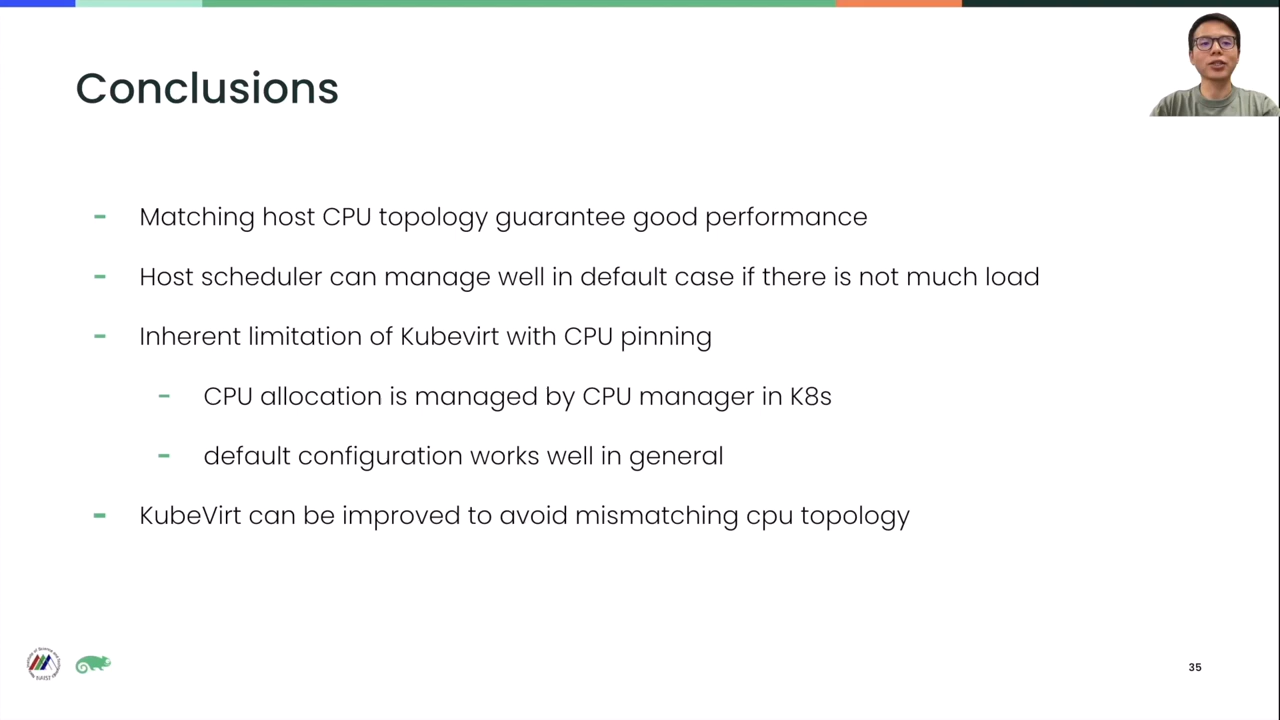 Conclusions
- Matching host CPU topology guarantee good performance
- Host scheduler can manage well in default case if there is not much load
- Inherent limitation of Kubevirt with CPU pinning
- CPU allocation is managed by CPU manager in K8s
- default configuration works well in general
- KubeVirt can be improved to avoid mismatching cpu topology
35